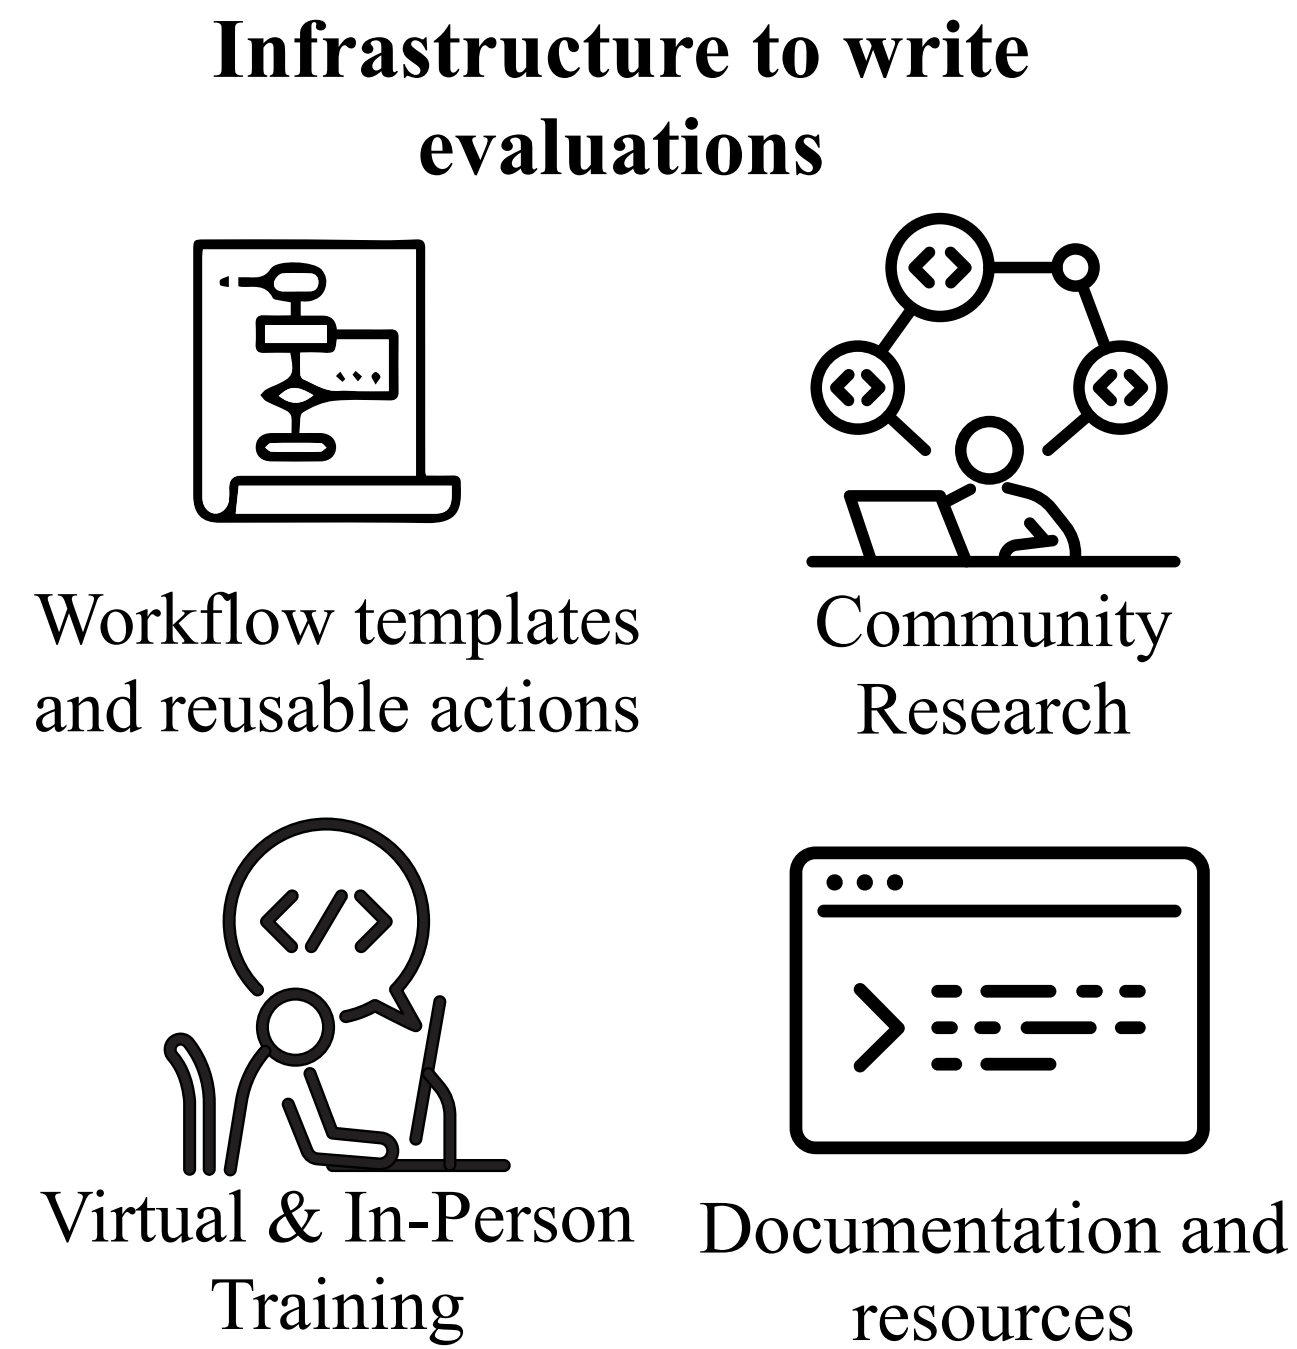 Infrastructure to write
evaluations
Workflow templates
and reusable actions
Community
Research
Virtual & In-Person
Training
Documentation and
resources